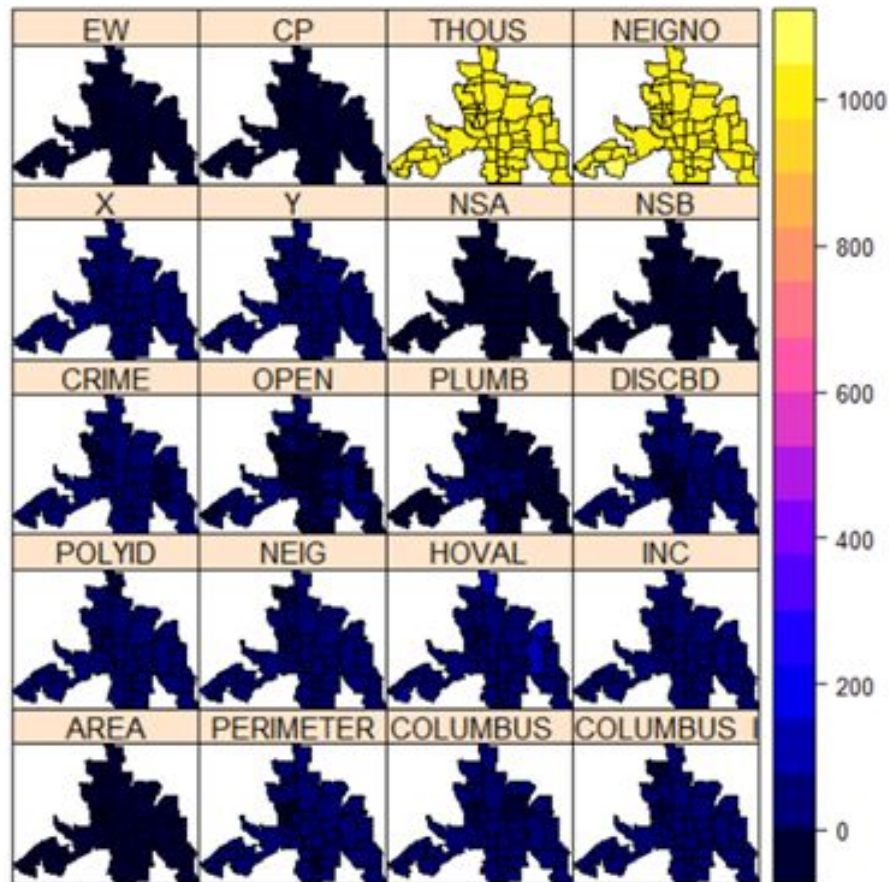 EW CP THOUS NEIGNO
X Y NSA NSB
CRIME OPEN PLUMB DISCBD
POLYID NEIG HOVAL INC
AREA PERIMETER COLUMBUS COLUMBUS I
1000
800
600
400
200
0